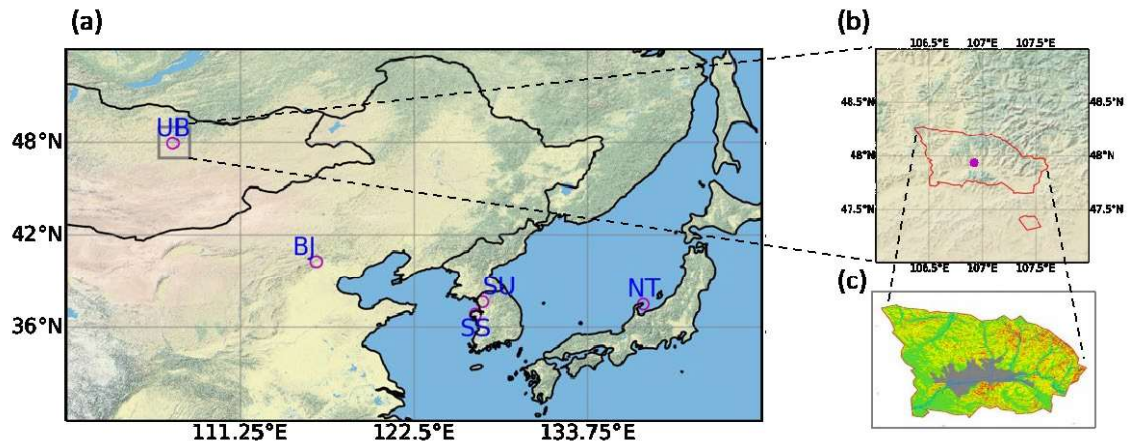 (a)
48°N
42°N
36°N
UB
BJ
SU
SS
NT
111.25°E
122.5°E
133.75°E
(b)
106.5°E
107°E
107.5°E
48.5°N
48.5°N
48°N
48°N
47.5°N
47.5°N
106.5°E
107°E
107.5°E
(c)